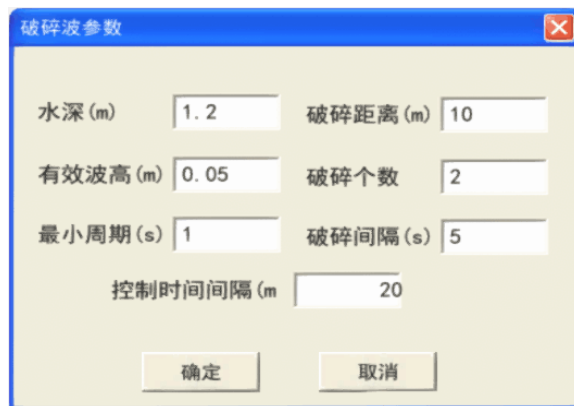 破碎波参数
水深(m) 1.2 破碎距离(m) 10
有效波高(m) 0.05 破碎个数 2
最小周期(s) 1 破碎间隔(s) 5
控制时间间隔(m 20
确定 取消